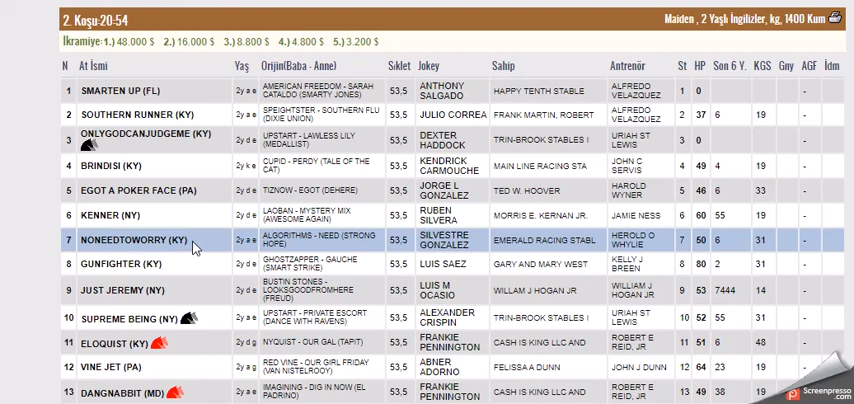 2. Koşu:20-54 Maiden , 2 Yaşlı İngilizler, kg, 1400 Kum
İkramiye:1.) 48.000 $ 2.) 16.000 $ 3.) 8.800 $ 4.) 4.800 $ 5.) 3.200 $
N At İsmi Yaş Orijin(Baba - Anne) Sıklet Jokey Sahip Antrenör St HP Son 6 Y. KGS Gny AGF İdm
1 SMARTEN UP (FL) 2y a e AMERICAN FREEDOM - SARAH CATALDO (SMARTY JONES) 53,5 ANTHONY SALGADO HAPPY TENTH STABLE ALFREDO VELAZQUEZ 1 0 -
2 SOUTHERN RUNNER (KY) 2y a e SPEIGHTSTER - SOUTHERN FLU (DIXIE UNION) 53,5 JULIO CORREA FRANK MARTIN, ROBERT ALFREDO VELAZQUEZ 2 37 6 19 -
3 ONLYGODCANJUDGEME (KY) 2y d e UPSTART - LAWLESS LILY (MEDALLIST) 53,5 DEXTER HADDOCK TRIN-BROOK STABLES I URIAH ST LEWIS 3 0 -
4 BRINDISI (KY) 2y k e CUPID - PERDY (TALE OF THE CAT) 53,5 KENDRICK CARMOUCHE MAIN LINE RACING STA JOHN C SERVIS 4 49 4 19 -
5 EGOT A POKER FACE (PA) 2y d e TIZNOW - EGOT (DEHERE) 53,5 JORGE L GONZALEZ TED W. HOOVER HAROLD WYNER 5 46 6 33 -
6 KENNER (NY) 2y d e LAOBAN - MYSTERY MIX (AWESOME AGAIN) 53,5 RUBEN SILVERA MORRIS E. KERNAN JR. JAMIE NESS 6 60 55 19 -
7 NONEEDTOWORRY (KY) 2y a e ALGORITHMS - NEED (STRONG HOPE) 53,5 SILVESTRE GONZALEZ EMERALD RACING STABL HEROLD O WHYLIE 7 50 6 31 -
8 GUNFIGHTER (KY) 2y d e GHOSTZAPPER - GAUCHE (SMART STRIKE) 53,5 LUIS SAEZ GARY AND MARY WEST KELLY J BREEN 8 80 2 31 -
9 JUST JEREMY (NY) 2y d e BUSTIN STONES - LOOKSGOODFROMHERE (FREUD) 53,5 LUIS M OCASIO WILLAM J HOGAN JR WILLIAM J HOGAN JR 9 53 7444 14 -
10 SUPREME BEING (NY) 2y a e UPSTART - PRIVATE ESCORT (DANCE WITH RAVENS) 53,5 ALEXANDER CRISPIN TRIN-BROOK STABLES I URIAH ST LEWIS 10 52 55 31 -
11 ELOQUIST (KY) 2y d g NYQUIST - OUR GAL (TAPIT) 53,5 FRANKIE PENNINGTON CASH IS KING LLC AND ROBERT E REID, JR 11 51 6 48 -
12 VINE JET (PA) 2y a g RED VINE - OUR GIRL FRIDAY (VAN NISTELROOY) 53,5 ABNER ADORNO FELISSA A DUNN JOHN J DUNN 12 64 23 19 -
13 DANGNABBIT (MD) 2y a e IMAGINING - DIG IN NOW (EL PADRINO) 53,5 FRANKIE PENNINGTON CASH IS KING LLC AND ROBERT E REID, JR 13 49 38 19 -
Screenpresso
.com